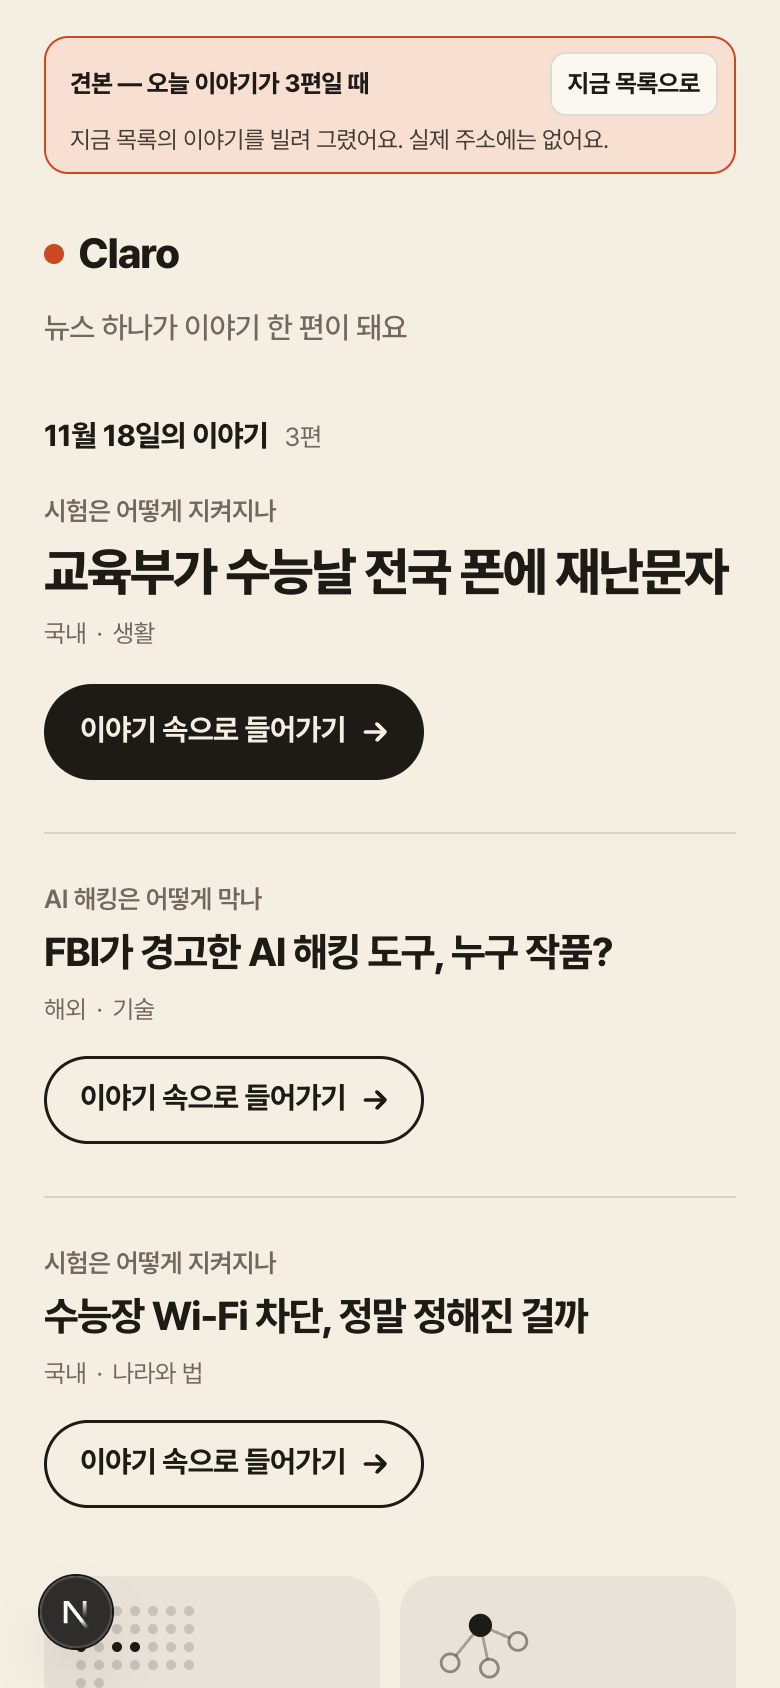 견본 — 오늘 이야기가 3편일 때
지금 목록으로
지금 목록의 이야기를 빌려 그렸어요. 실제 주소에는 없어요.
Claro
뉴스 하나가 이야기 한 편이 돼요
11월 18일의 이야기 3편
시험은 어떻게 지켜지나
교육부가 수능날 전국 폰에 재난문자
국내 · 생활
이야기 속으로 들어가기 →
AI 해킹은 어떻게 막나
FBI가 경고한 AI 해킹 도구, 누구 작품?
해외 · 기술
이야기 속으로 들어가기 →
시험은 어떻게 지켜지나
수능장 Wi-Fi 차단, 정말 정해진 걸까
국내 · 나라와 법
이야기 속으로 들어가기 →
N